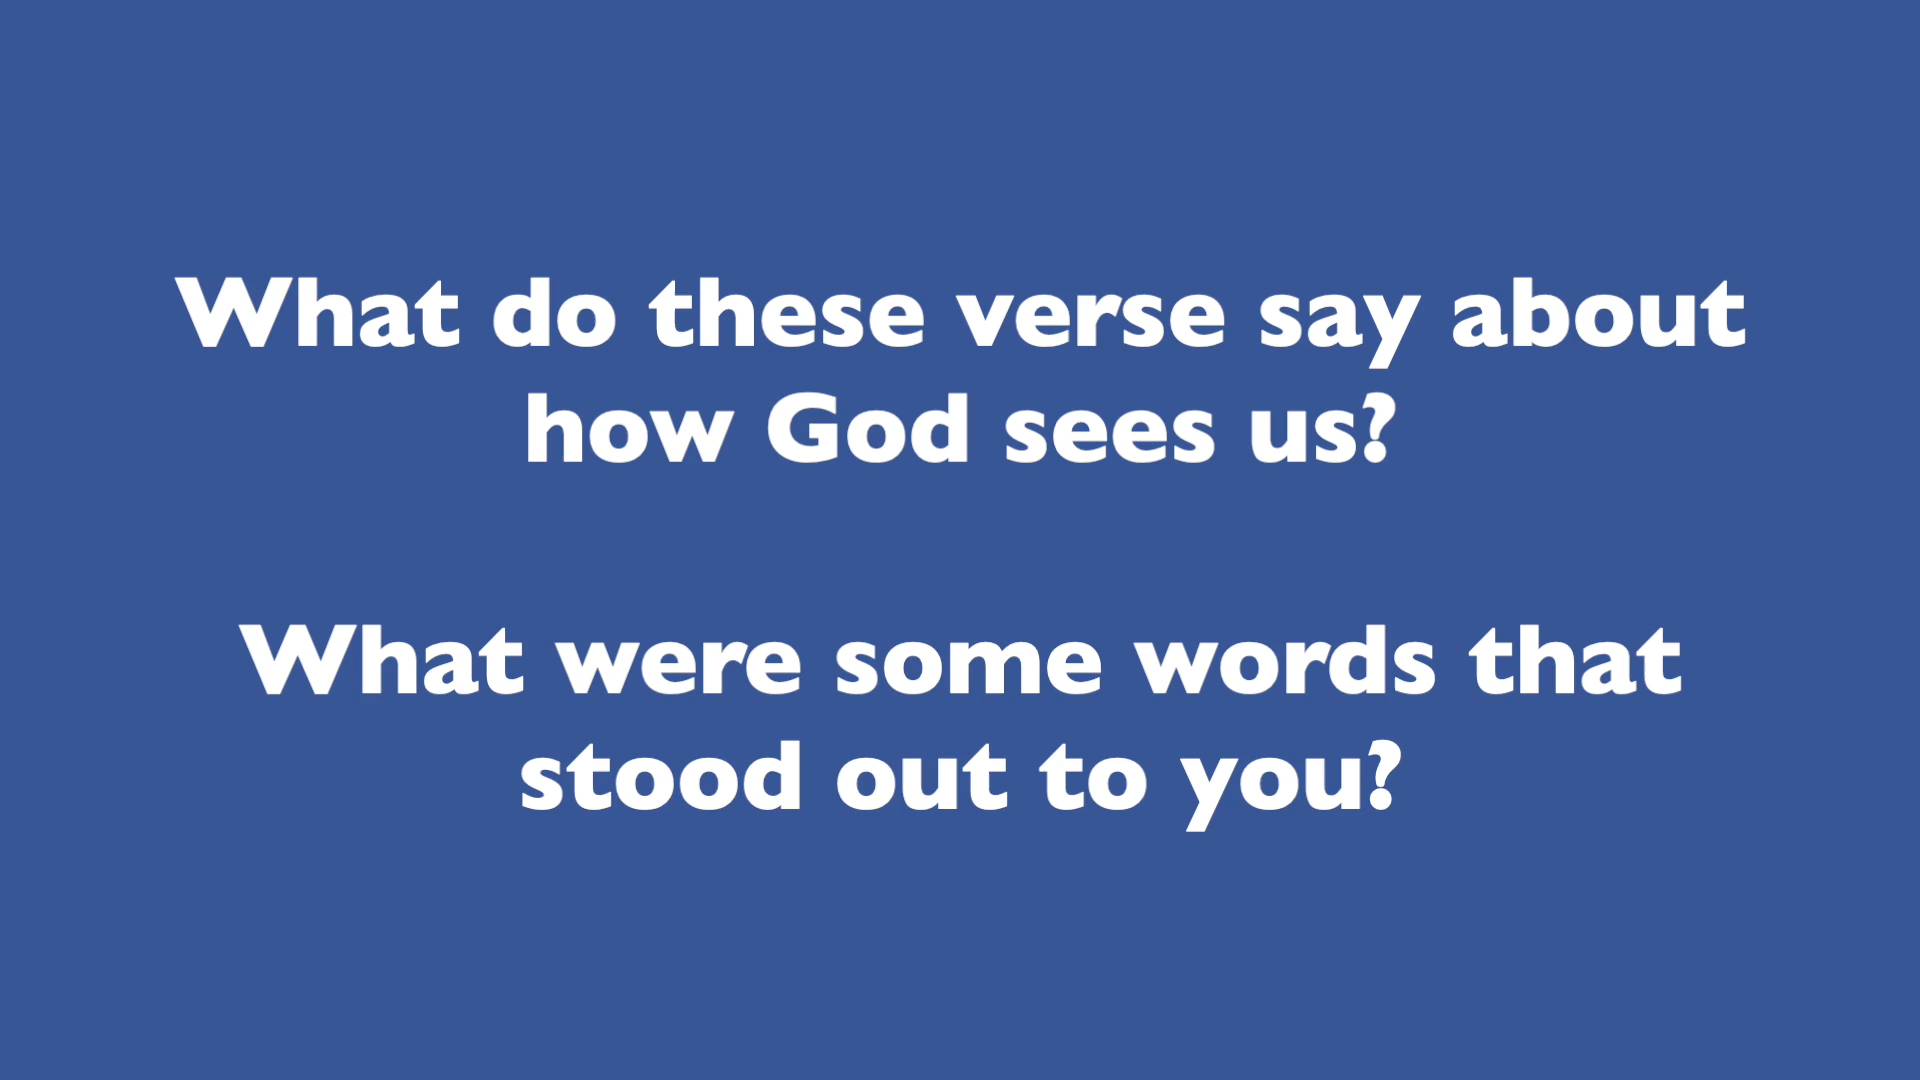 What do these verse say about
how God sees us?
What were some words that
stood out to you?